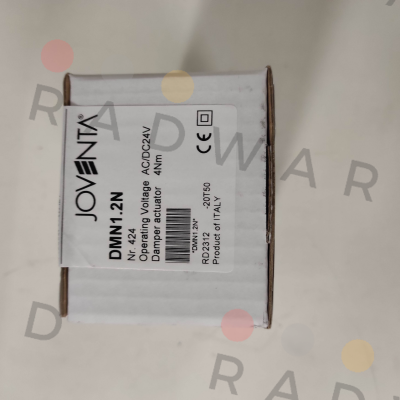 JOVENTA®
DMN1.2N
Nr. 424
Operating Voltage AC/DC24V
Damper actuator 4Nm
*DMN1.2N*
RD2312 -20T50
Product of ITALY
CE
RADWAR
D RADWAR